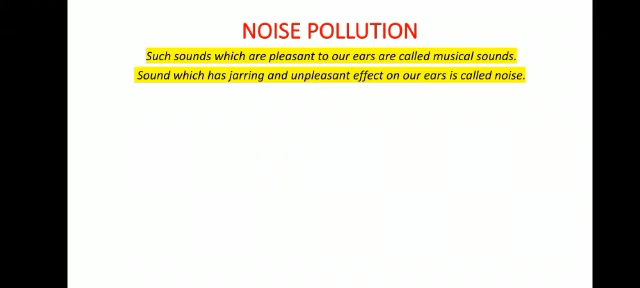 NOISE POLLUTION
Such sounds which are pleasant to our ears are called musical sounds.
Sound which has jarring and unpleasant effect on our ears is called noise.